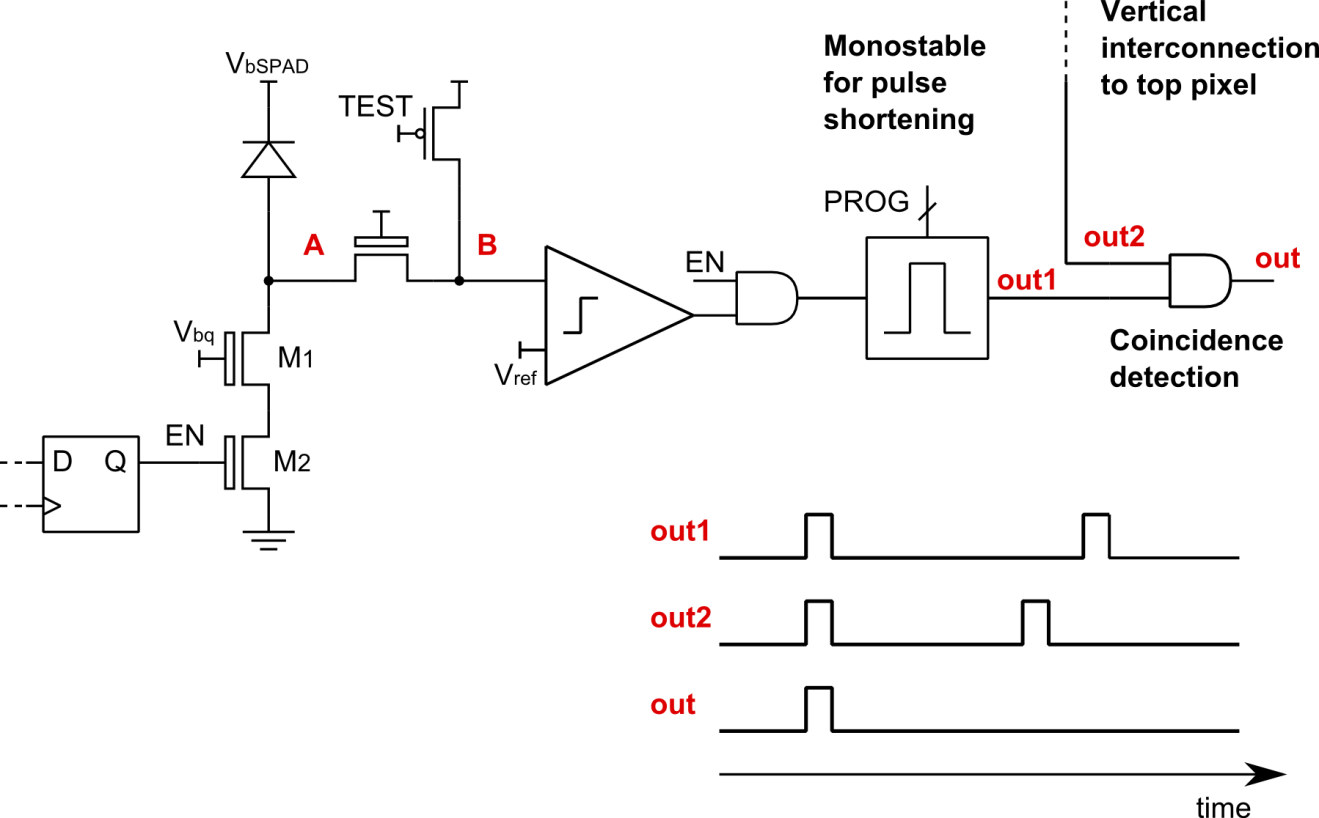 Vertical
interconnection
to top pixel
Monostable
for pulse
shortening
VbSPAD
TEST
PROG
A
B
out2
out
EN
out1
Vbq
M1
Vref
Coincidence
detection
EN
D Q
M2
out1
out2
out
time